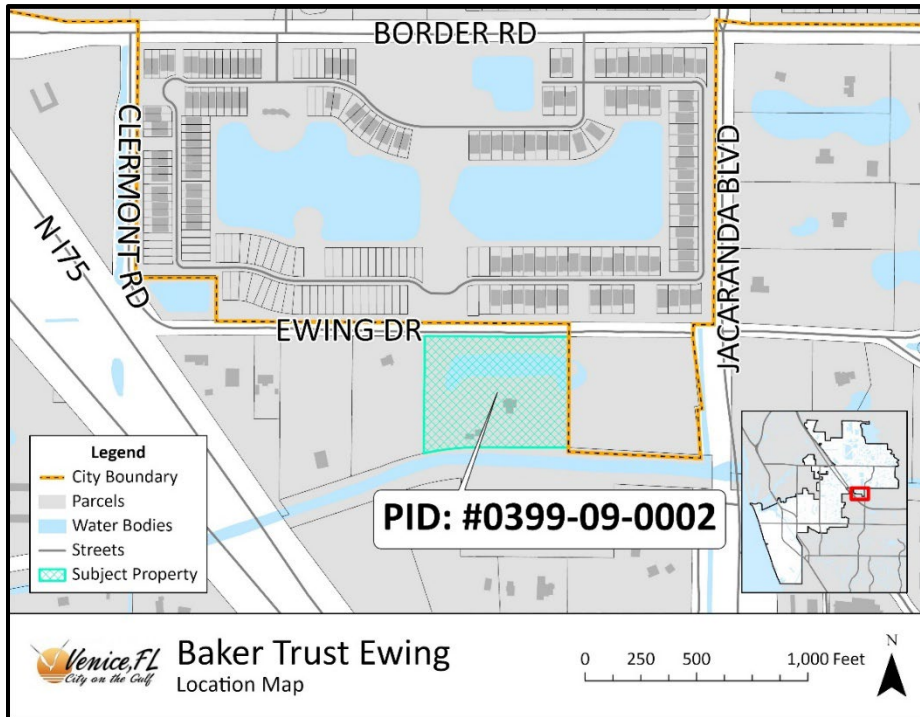 BORDER RD
CLERMONT RD
JACARANDA BLVD
N I75
EWING DR
Legend
City Boundary
Parcels
Water Bodies
Streets
Subject Property
PID: #0399-09-0002
Venice, FL
City on the Gulf
Baker Trust Ewing
Location Map
0 250 500 1,000 Feet
N